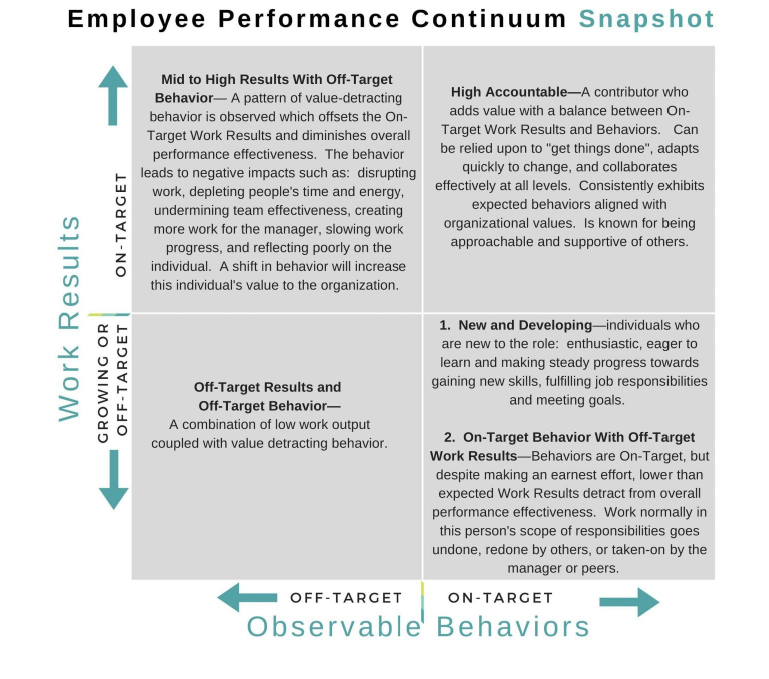 Employee Performance Continuum Snapshot
Mid to High Results With Off-Target
Behavior— A pattern of value-detracting
behavior is observed which offsets the On-
Target Work Results and diminishes overall
performance effectiveness. The behavior
leads to negative impacts such as: disrupting
work, depleting people's time and energy,
undermining team effectiveness, creating
more work for the manager, slowing work
progress, and reflecting poorly on the
individual. A shift in behavior will increase
this individual's value to the organization.
High Accountable—A contributor who
adds value with a balance between On-
Target Work Results and Behaviors. Can
be relied upon to "get things done", adapts
quickly to change, and collaborates
effectively at all levels. Consistently exhibits
expected behaviors aligned with
organizational values. Is known for being
approachable and supportive of others.
ON-TARGET
Work Results
GROWING OR
OFF-TARGET
Off-Target Results and
Off-Target Behavior—
A combination of low work output
coupled with value detracting behavior.
1. New and Developing—individuals who
are new to the role: enthusiastic, eager to
learn and making steady progress towards
gaining new skills, fulfilling job responsibilities
and meeting goals.
2. On-Target Behavior With Off-Target
Work Results—Behaviors are On-Target, but
despite making an earnest effort, lower than
expected Work Results detract from overall
performance effectiveness. Work normally in
this person's scope of responsibilities goes
undone, redone by others, or taken-on by the
manager or peers.
OFF-TARGET
ON-TARGET
Observable Behaviors